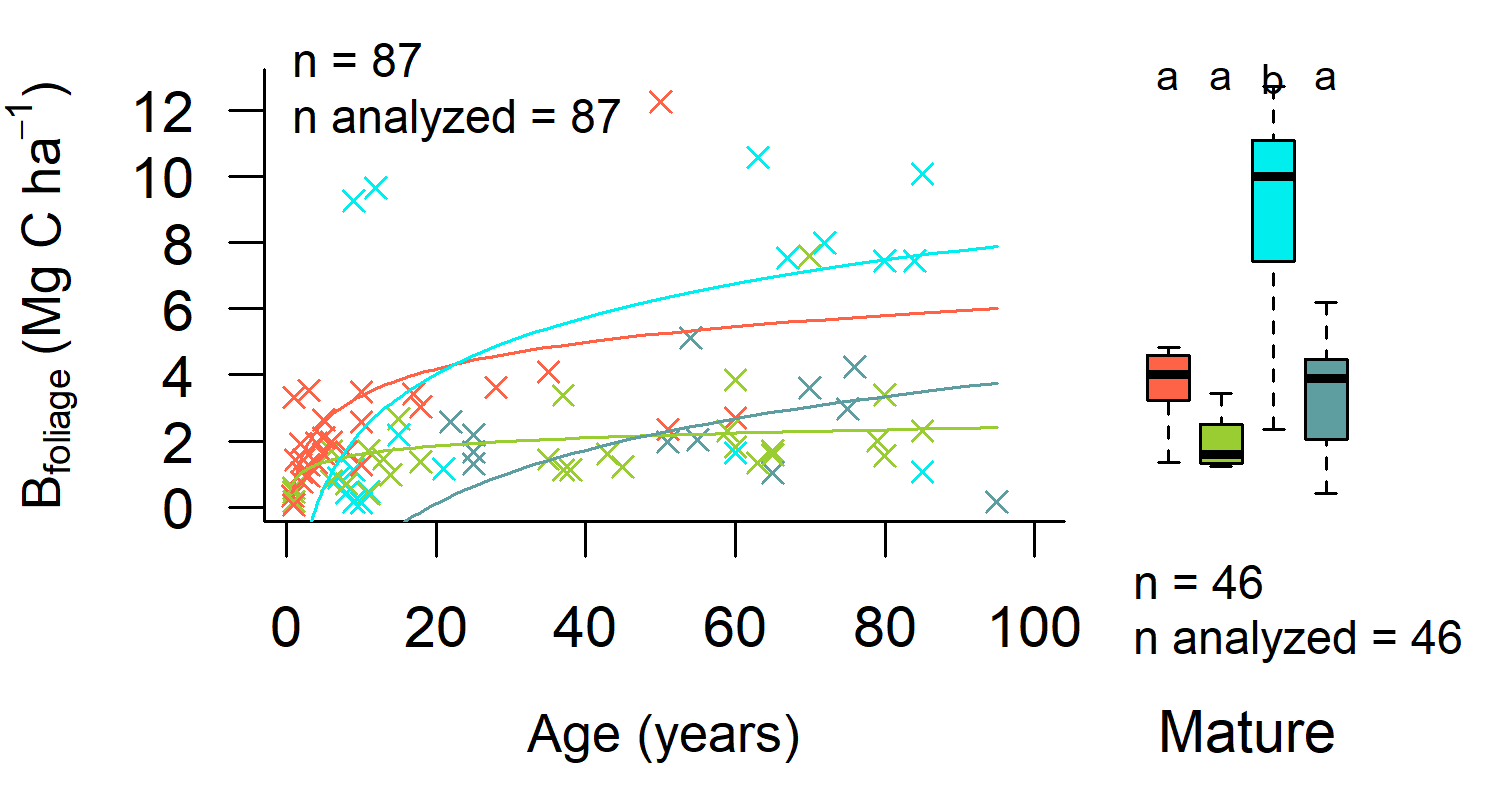 n = 87
n analyzed = 87
B foliage (Mg C ha⁻¹)
12
10
8
6
4
2
0
0 20 40 60 80 100
Age (years)
a a b a
n = 46
n analyzed = 46
Mature